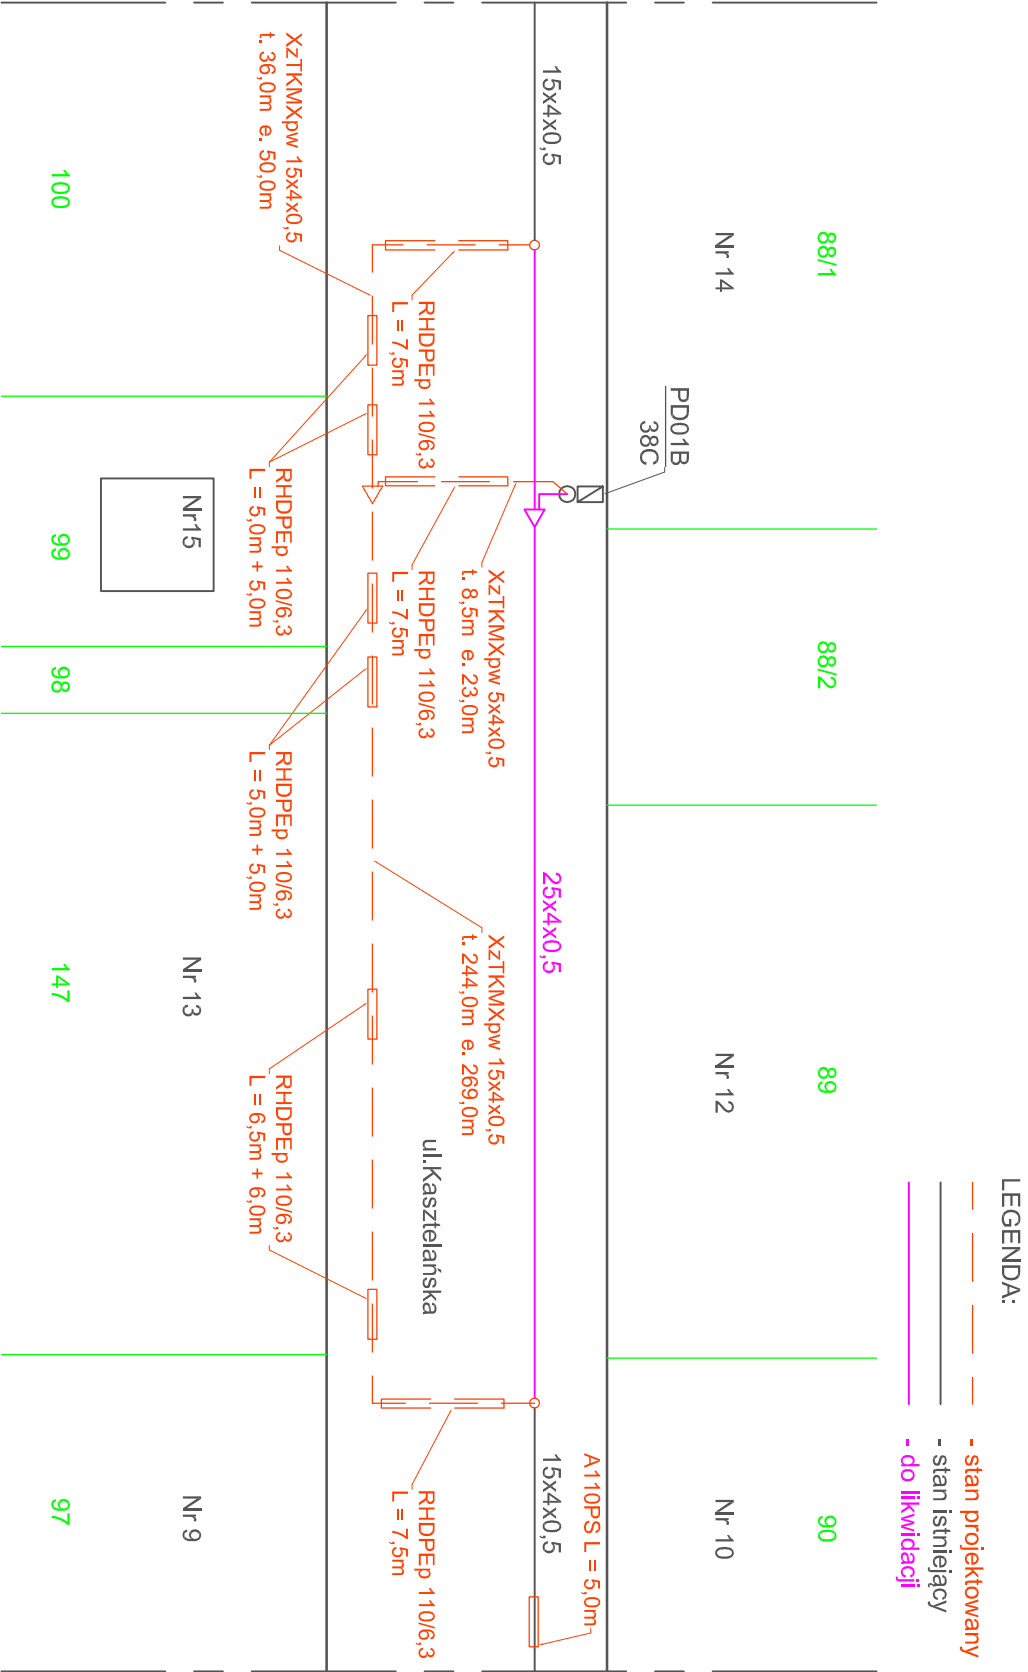 LEGENDA:
- stan projektowany
- stan istniejący
- do likwidacji
88/1
88/2
89
90
Nr 14
Nr 12
Nr 10
PD01B
38C
A110PS L = 5,0m
15x4x0,5
25x4x0,5
15x4x0,5
XzTKMXpw 5x4x0,5
t. 8,5m e. 23,0m
XzTKMXpw 15x4x0,5
t. 244,0m e. 269,0m
RHDPEp 110/6,3
L = 7,5m
RHDPEp 110/6,3
L = 7,5m
ul.Kasztelańska
RHDPEp 110/6,3
L = 7,5m
XzTKMXpw 15x4x0,5
t. 36,0m e. 50,0m
RHDPEp 110/6,3
L = 5,0m + 5,0m
RHDPEp 110/6,3
L = 5,0m + 5,0m
RHDPEp 110/6,3
L = 6,5m + 6,0m
Nr15
Nr 13
Nr 9
100
99
98
147
97